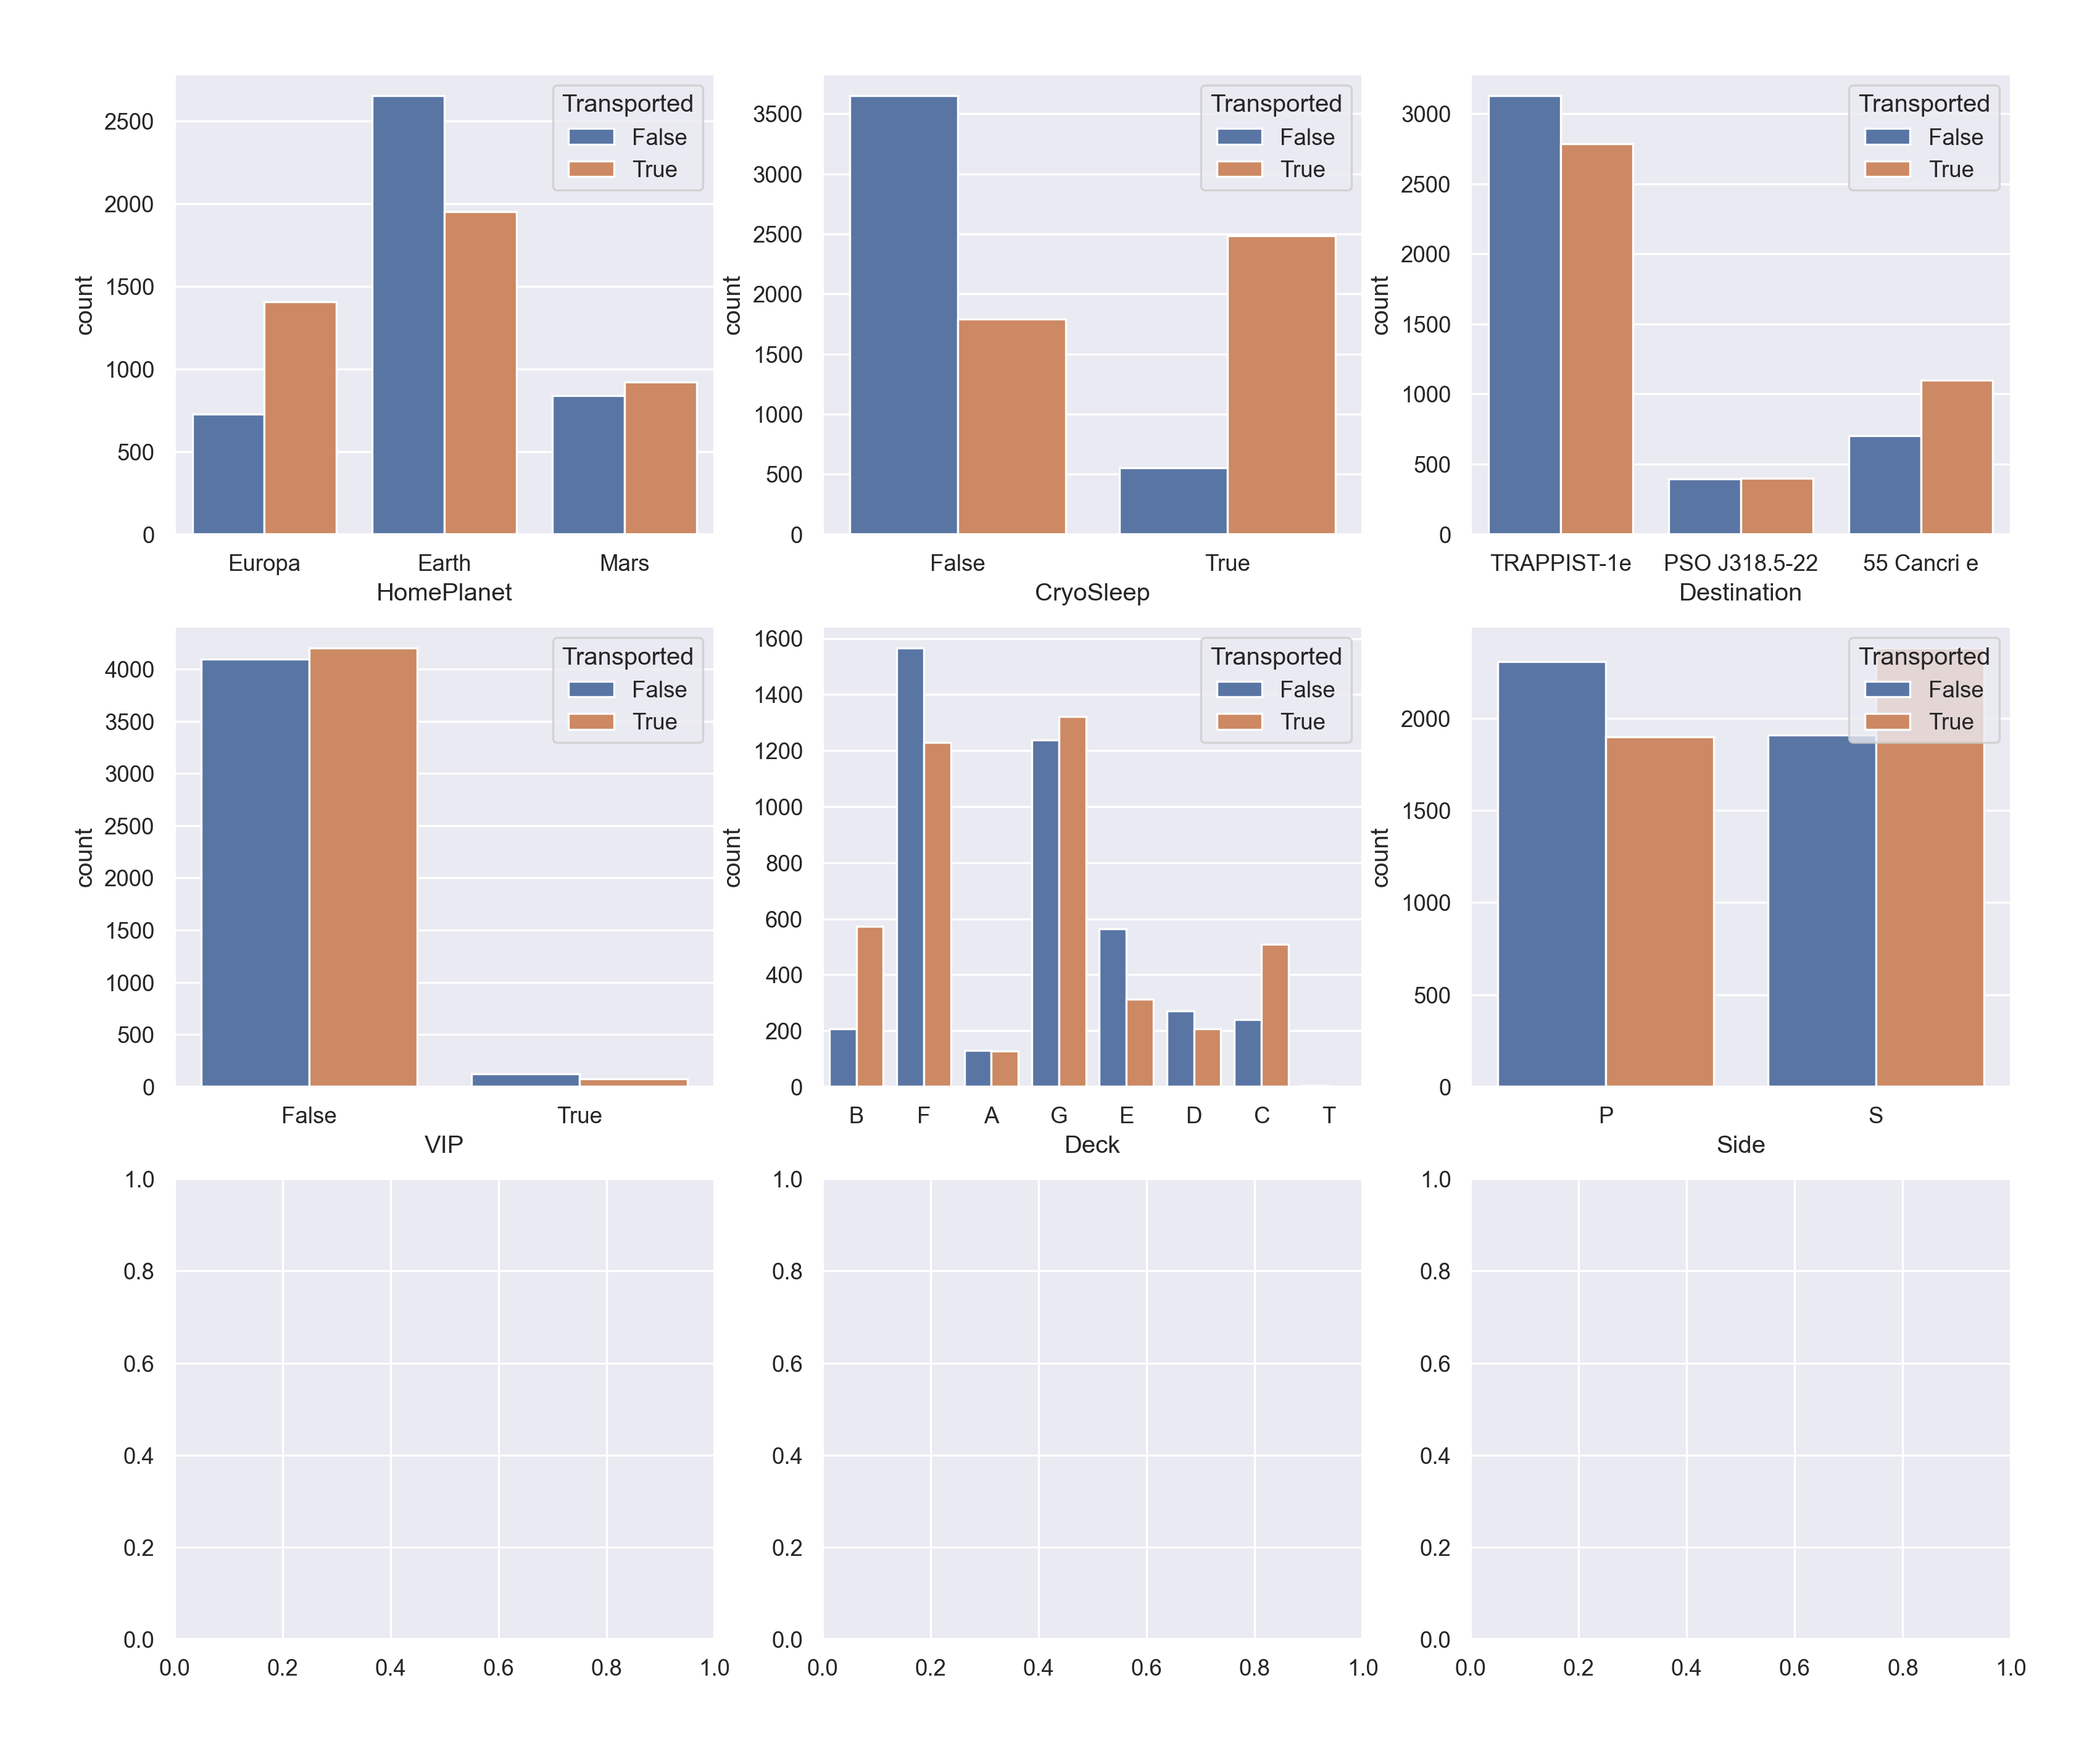 Transported
False
True
2500
2000
1500
1000
500
0
count
Europa Earth Mars
HomePlanet
Transported
False
True
3500
3000
2500
2000
1500
1000
500
0
count
False True
CryoSleep
Transported
False
True
3000
2500
2000
1500
1000
500
0
count
TRAPPIST-1e PSO J318.5-22 55 Cancri e
Destination
Transported
False
True
4000
3500
3000
2500
2000
1500
1000
500
0
count
False True
VIP
Transported
False
True
1600
1400
1200
1000
800
600
400
200
0
count
B F A G E D C T
Deck
Transported
False
True
2000
1500
1000
500
0
count
P S
Side
1.0
0.8
0.6
0.4
0.2
0.0
0.0 0.2 0.4 0.6 0.8 1.0
1.0
0.8
0.6
0.4
0.2
0.0
0.0 0.2 0.4 0.6 0.8 1.0
1.0
0.8
0.6
0.4
0.2
0.0
0.0 0.2 0.4 0.6 0.8 1.0